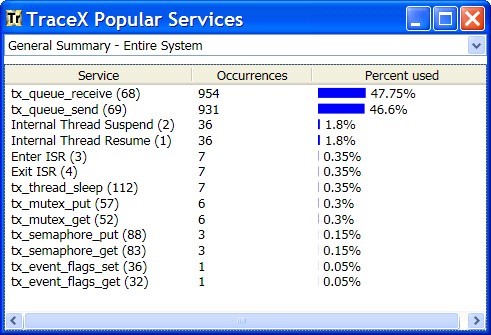 TraceX Popular Services
General Summary - Entire System
Service Occurrences Percent used
tx_queue_receive (68) 954 47.75%
tx_queue_send (69) 931 46.6%
Internal Thread Suspend (2) 36 1.8%
Internal Thread Resume (1) 36 1.8%
Enter ISR (3) 7 0.35%
Exit ISR (4) 7 0.35%
tx_thread_sleep (112) 7 0.35%
tx_mutex_put (57) 6 0.3%
tx_mutex_get (52) 6 0.3%
tx_semaphore_put (88) 3 0.15%
tx_semaphore_get (83) 3 0.15%
tx_event_flags_set (36) 1 0.05%
tx_event_flags_get (32) 1 0.05%